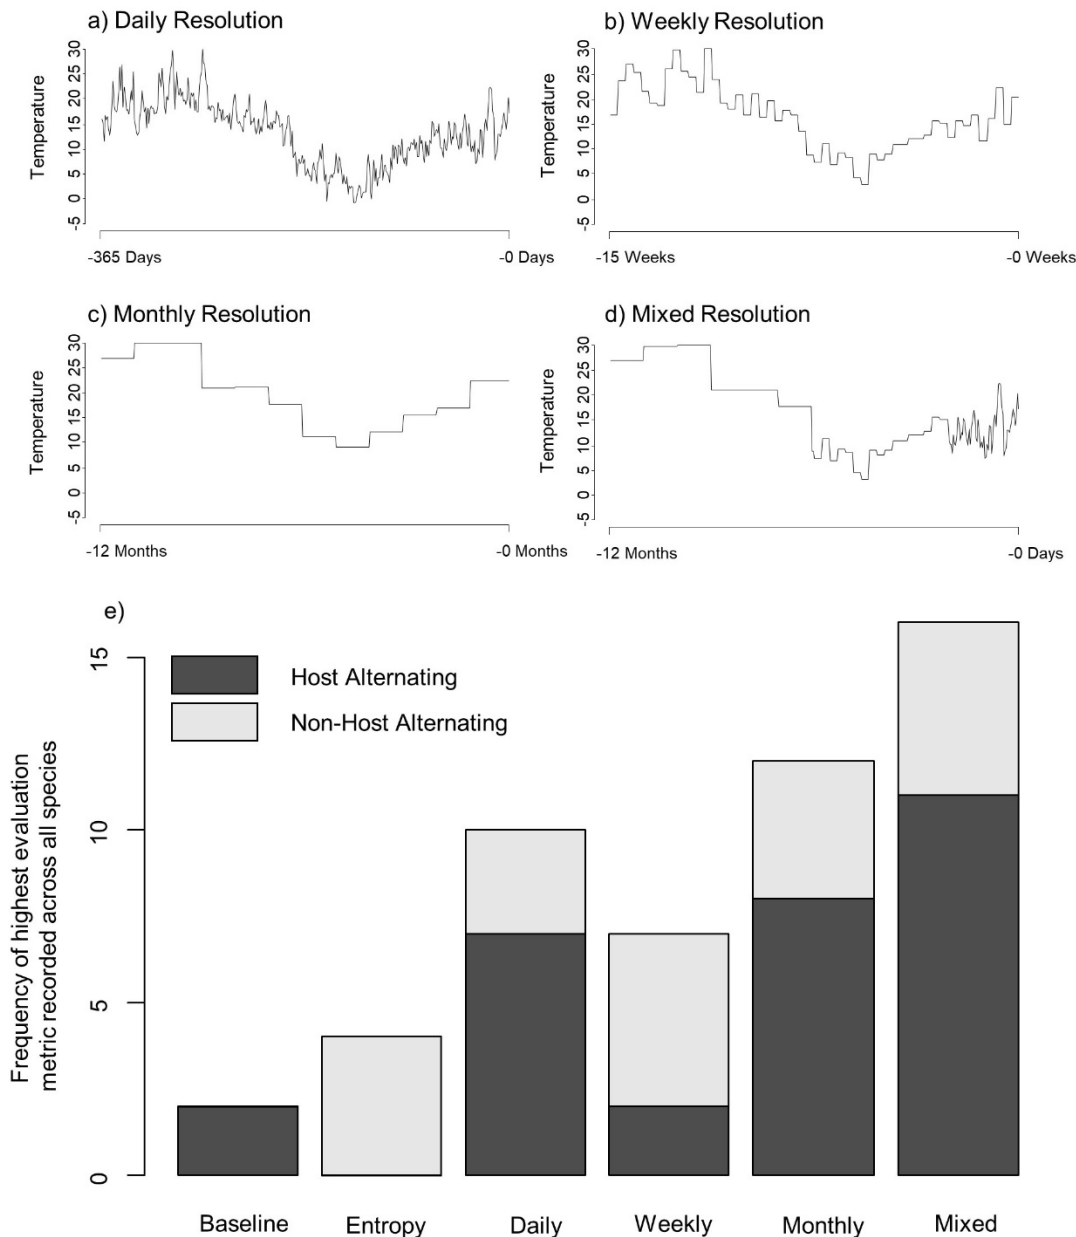 a) Daily Resolution
Temperature
30
25
20
15
10
5
0
-5
-365 Days
-0 Days
b) Weekly Resolution
Temperature
30
25
20
15
10
5
0
-5
-15 Weeks
-0 Weeks
c) Monthly Resolution
Temperature
30
25
20
15
10
5
0
-5
-12 Months
-0 Months
d) Mixed Resolution
Temperature
30
25
20
15
10
5
0
-5
-12 Months
-0 Days
e)
Host Alternating
Non-Host Alternating
Frequency of highest evaluation
metric recorded across all species
15
10
5
0
Baseline
Entropy
Daily
Weekly
Monthly
Mixed